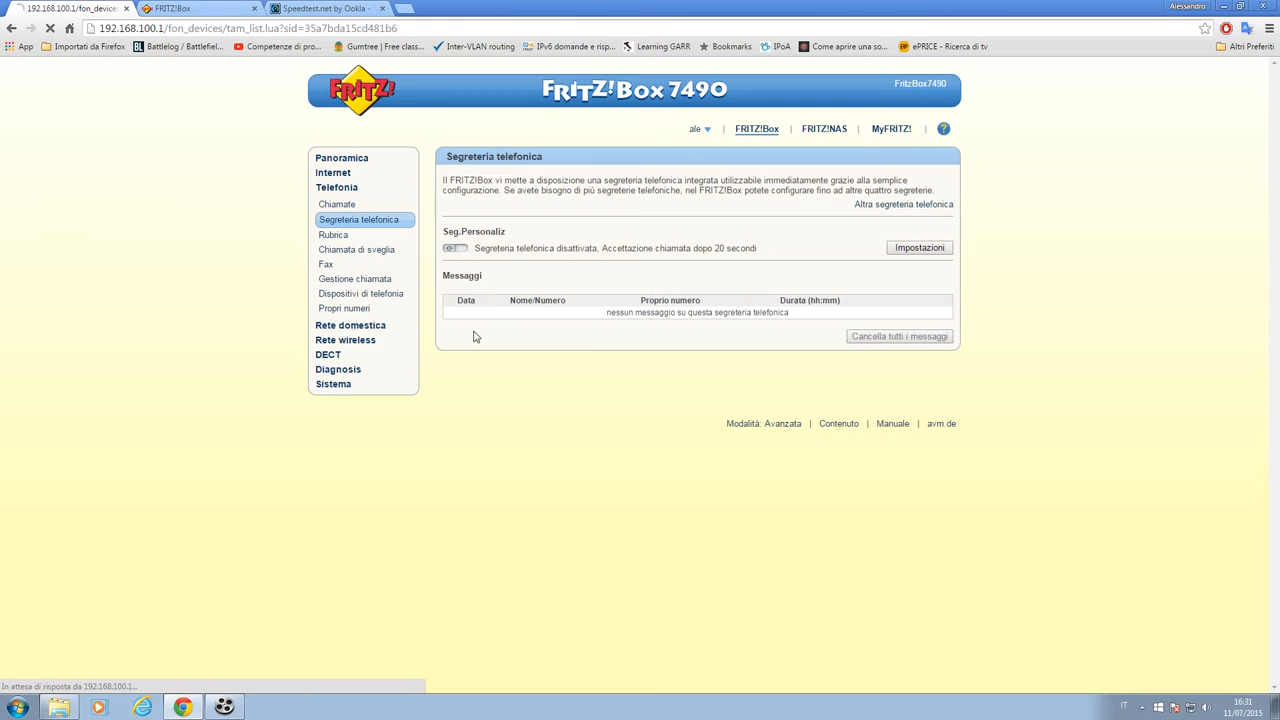 192.168.100.1/fon_devices:
FRITZ!Box
Speedtest.net by Ookla -
Alessandro
192.168.100.1/fon_devices/tam_list.lua?sid=35a7bda15cd481b6
App
Importati da Firefox
Battlelog / Battlefiel...
Competenze di pro...
Gumtree | Free class...
Inter-VLAN routing
IPv6 domande e risp...
Learning GARR
Bookmarks
IPoA
Come aprire una so...
ePRICE - Ricerca di tv
Altri Preferiti
FRITZ!
FRITZ!Box 7490
FritzBox7490
ale | FRITZ!Box | FRITZ!NAS | MyFRITZ! | ?
Panoramica
Internet
Telefonia
Chiamate
Segreteria telefonica
Rubrica
Chiamata di sveglia
Fax
Gestione chiamata
Dispositivi di telefonia
Propri numeri
Rete domestica
Rete wireless
DECT
Diagnosis
Sistema
Segreteria telefonica
Il FRITZ!Box vi mette a disposizione una segreteria telefonica integrata utilizzabile immediatamente grazie alla semplice
configurazione. Se avete bisogno di più segreterie telefoniche, nel FRITZ!Box potete configurare fino ad altre quattro segreterie.
Altra segreteria telefonica
Seg.Personaliz
Segreteria telefonica disattivata, Accettazione chiamata dopo 20 secondi
Impostazioni
Messaggi
Data Nome/Numero Proprio numero Durata (hh:mm)
nessun messaggio su questa segreteria telefonica
Cancella tutti i messaggi
Modalità: Avanzata | Contenuto | Manuale | avm.de
In attesa di risposta da 192.168.100.1...
IT
16:31
11/07/2015